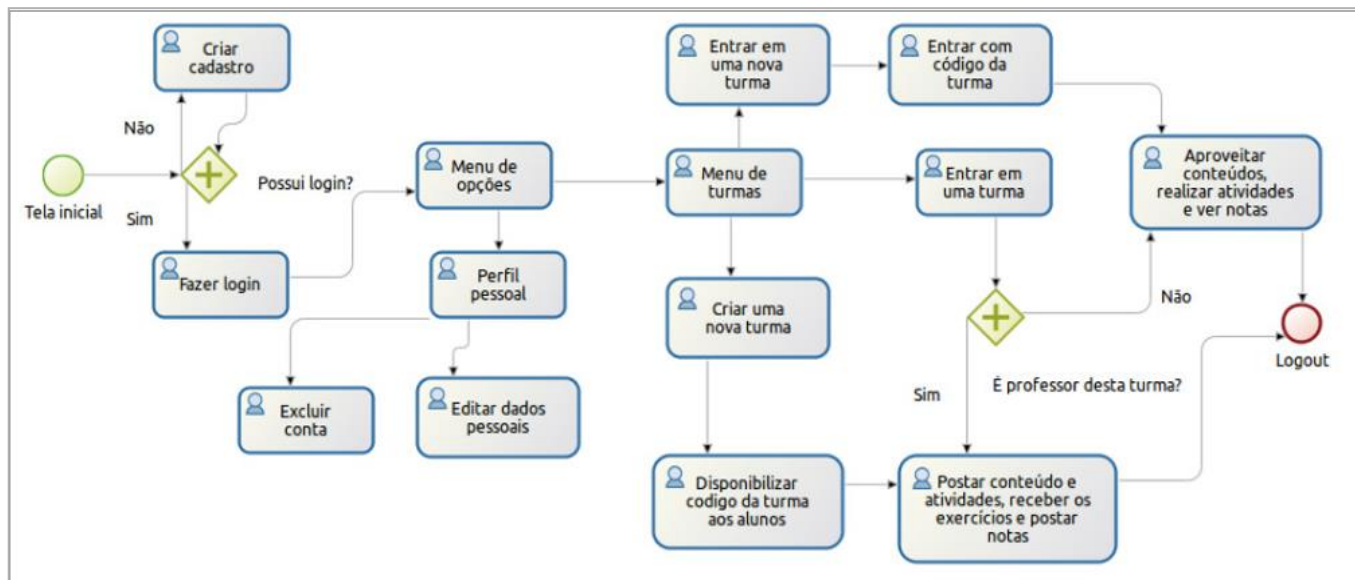 Criar
cadastro
Não
Tela inicial
Sim
Possui login?
Fazer login
Menu de
opções
Perfil
pessoal
Excluir
conta
Editar dados
pessoais
Entrar em
uma nova
turma
Entrar com
código da
turma
Menu de
turmas
Entrar em
uma turma
Aproveitar
conteúdos,
realizar atividades
e ver notas
Criar uma
nova turma
Não
Logout
Sim
É professor desta turma?
Disponibilizar
codigo da turma
aos alunos
Postar conteúdo e
atividades, receber os
exercícios e postar
notas